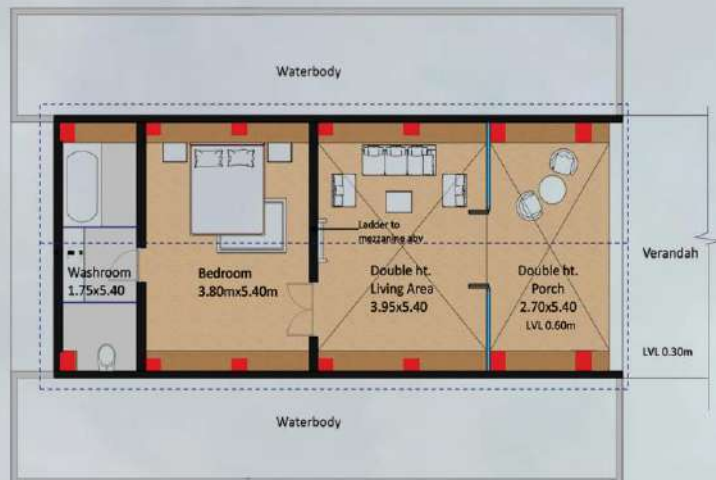 Waterbody
Ladder to
mezzanine abv
Washroom
1.75x5.40
Bedroom
3.80mx5.40m
Double ht.
Living Area
3.95x5.40
Double ht.
Porch
2.70x5.40
LVL 0.60m
Verandah
LVL 0.30m
Waterbody